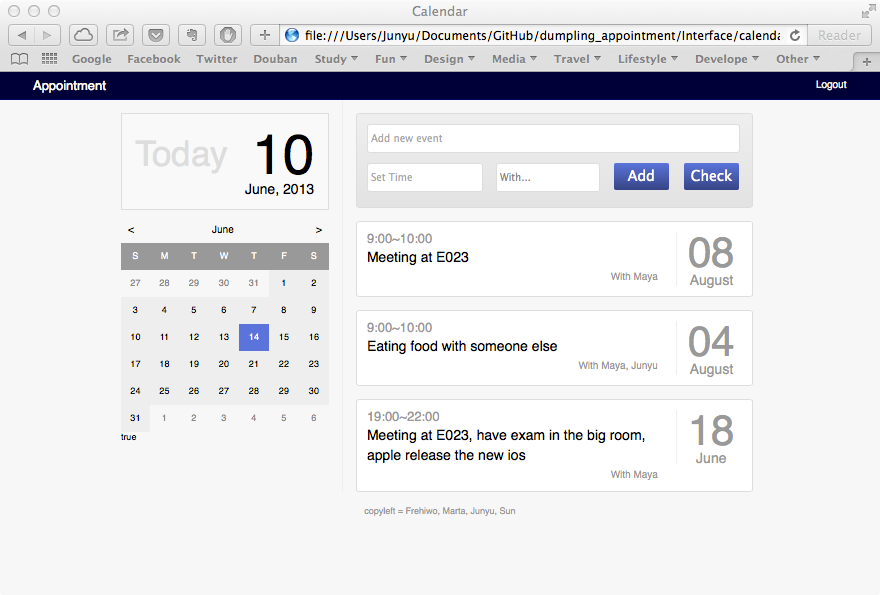 Calendar
file:///Users/Junyu/Documents/GitHub/dumpling_appointment/Interface/calenda
Reader
Google Facebook Twitter Douban Study Fun Design Media Travel Lifestyle Develope Other
Appointment
Logout
Today 10
June, 2013
< June >
S M T W T F S
27 28 29 30 31 1 2
3 4 5 6 7 8 9
10 11 12 13 14 15 16
17 18 19 20 21 22 23
24 25 26 27 28 29 30
31 1 2 3 4 5 6
true
Add new event
Set Time With... Add Check
9:00~10:00
Meeting at E023
With Maya
08
August
9:00~10:00
Eating food with someone else
With Maya, Junyu
04
August
19:00~22:00
Meeting at E023, have exam in the big room,
apple release the new ios
With Maya
18
June
copyleft = Frehiwo, Marta, Junyu, Sun